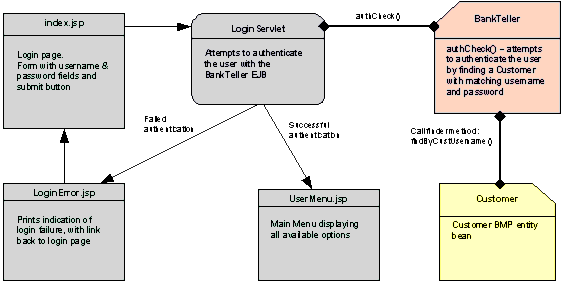 index.jsp
Login page.
Form with username &
password fields and
submit button
Login Servlet
Attempts to authenticate
the user with the
BankTeller EJB
authCheck()
BankTeller
authCheck() – attempts
to authenticate the user
by finding a Customer
with matching username
and password
Failed
authentication
Successful
authentication
Call finder method:
findByCustUsername()
LoginError.jsp
Prints indication of
login failure, with link
back to login page
UserMenu.jsp
Main Menu displaying
all available options
Customer
Customer BMP entity
bean